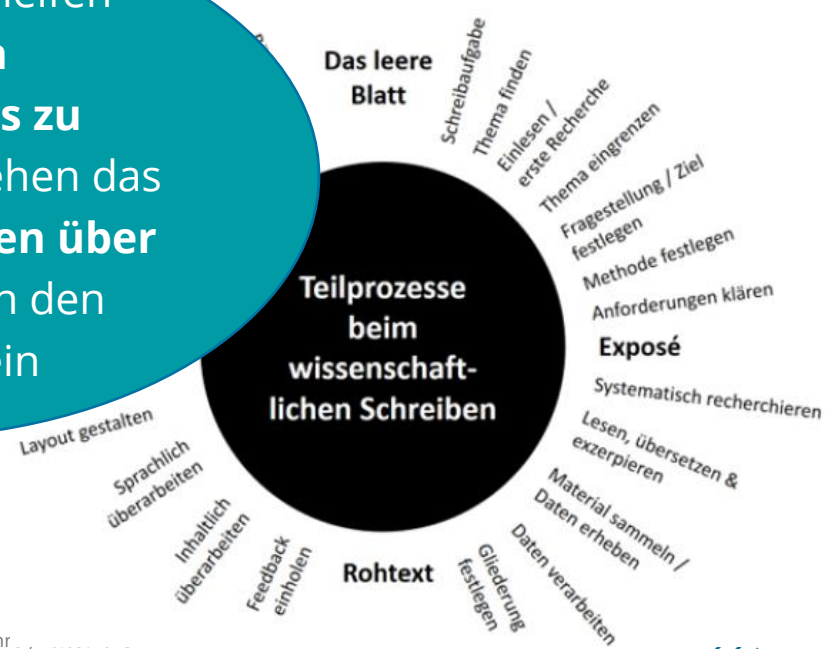 s zu
ehen das
en über
n den
ein
Das leere
Blatt
Schreibaufgabe
Thema finden
Einlesen /
erste Recherche
Thema eingrenzen
Fragestellung / Ziel
festlegen
Methode festlegen
Anforderungen klären
Exposé
Systematisch recherchieren
Lesen, übersetzen &
exzerpieren
Material sammeln /
Daten erheben
Daten verarbeiten
Gliederung
festlegen
Rohtext
Feedback
einholen
Inhaltlich
überarbeiten
Sprachlich
überarbeiten
Layout gestalten
Teilprozesse
beim
wissenschaft-
lichen Schreiben